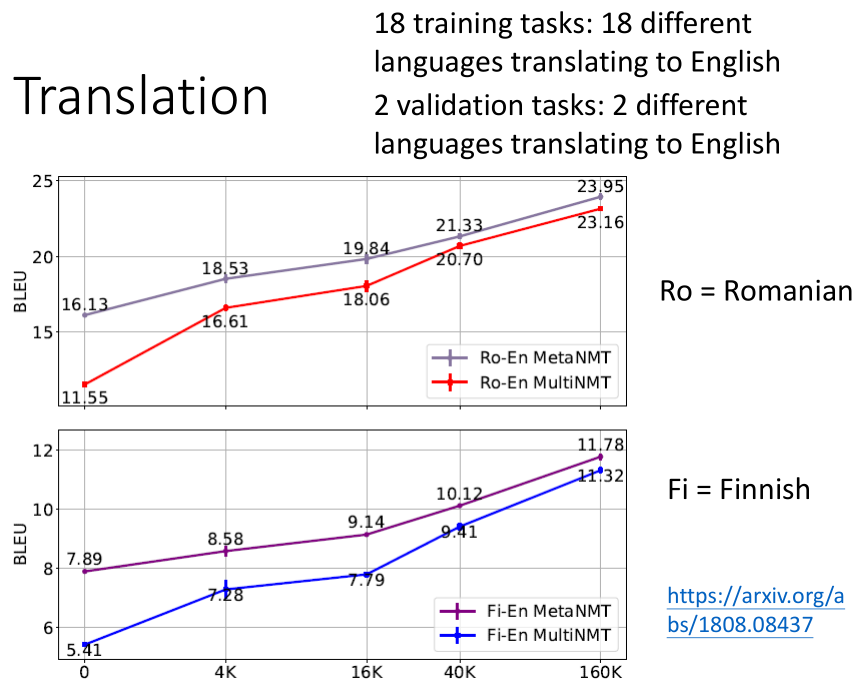 Translation
18 training tasks: 18 different
languages translating to English
2 validation tasks: 2 different
languages translating to English
25
20
15
BLEU
16.13
18.53
19.84
21.33
23.95
11.55
16.61
18.06
20.70
23.16
Ro-En MetaNMT
Ro-En MultiNMT
Ro = Romanian
12
10
8
6
BLEU
7.89
8.58
9.14
10.12
11.78
5.41
7.28
7.79
9.41
11.32
Fi-En MetaNMT
Fi-En MultiNMT
0 4K 16K 40K 160K
Fi = Finnish
https://arxiv.org/a
bs/1808.08437